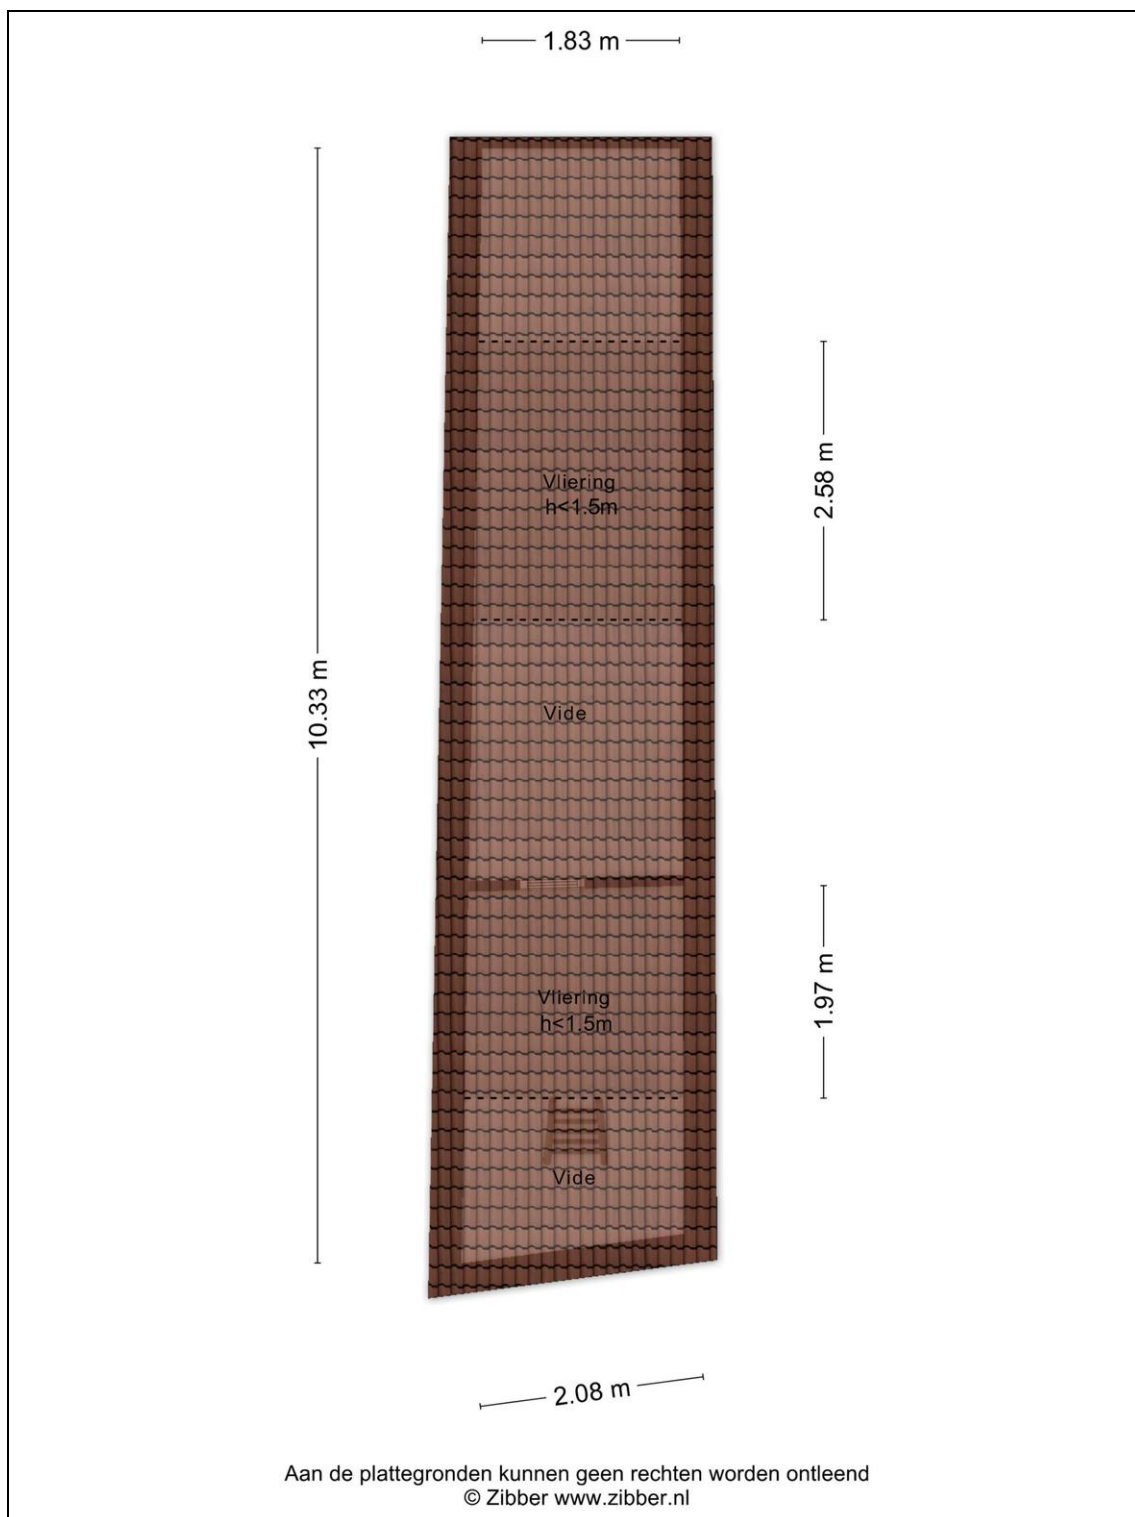 1.83 m
10.33 m
2.58 m
Vliering
h<1.5m
Vide
1.97 m
Vliering
h<1.5m
Vide
2.08 m
Aan de plattegronden kunnen geen rechten worden ontleend
© Zibber www.zibber.nl